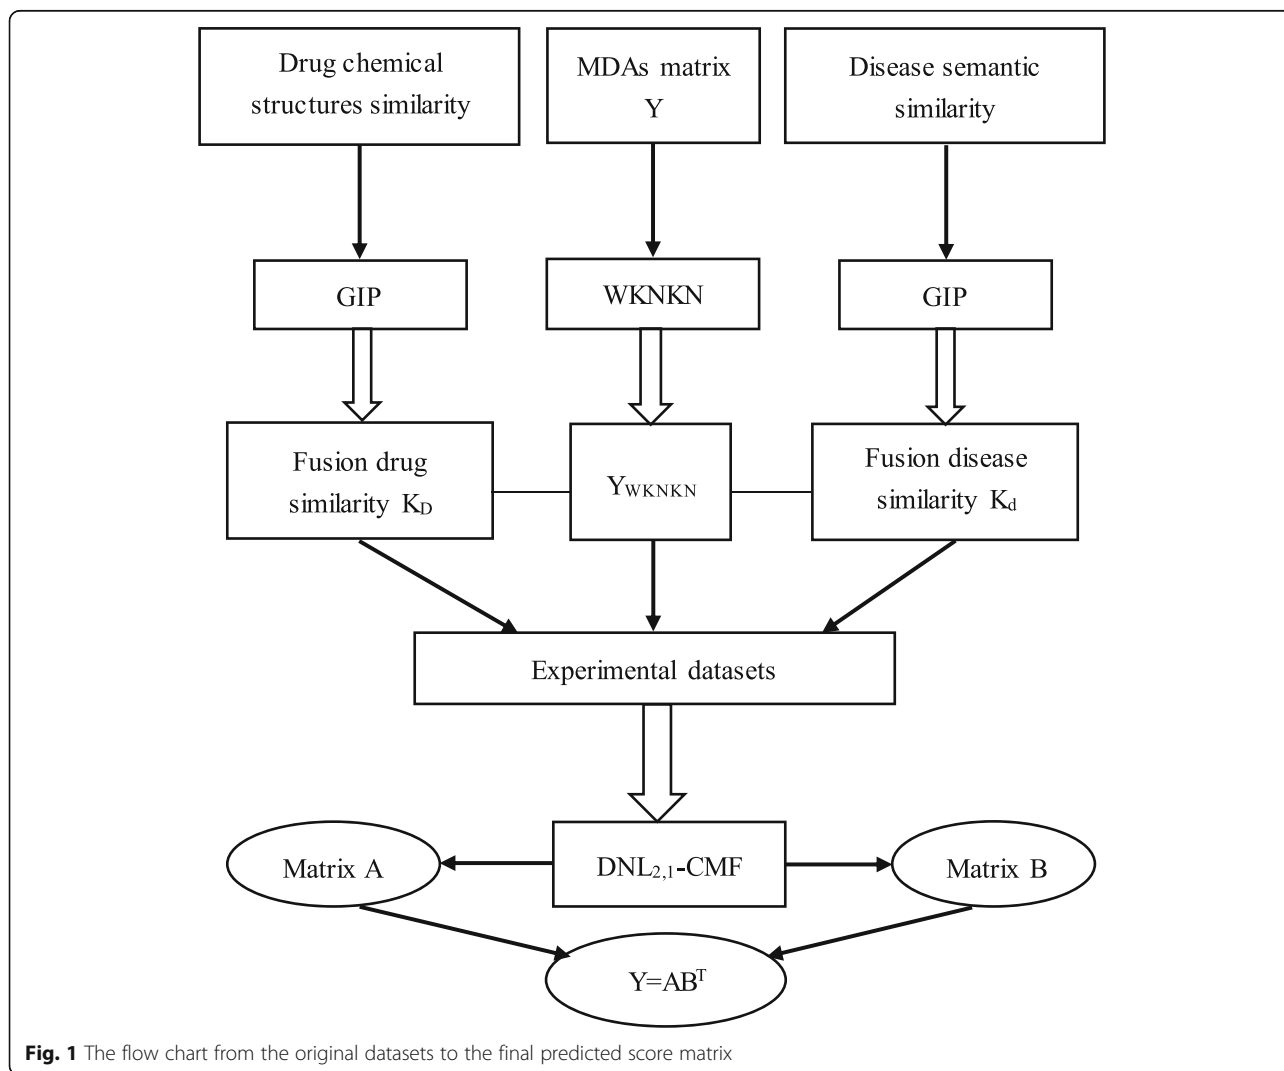 Drug chemical
structures similarity
MDAs matrix
Y
Disease semantic
similarity
GIP
WKNKN
GIP
Fusion drug
similarity K_D
Y_WKNKN
Fusion disease
similarity K_d
Experimental datasets
Matrix A
DNL_2,1-CMF
Matrix B
Y=AB^T
Fig. 1 The flow chart from the original datasets to the final predicted score matrix